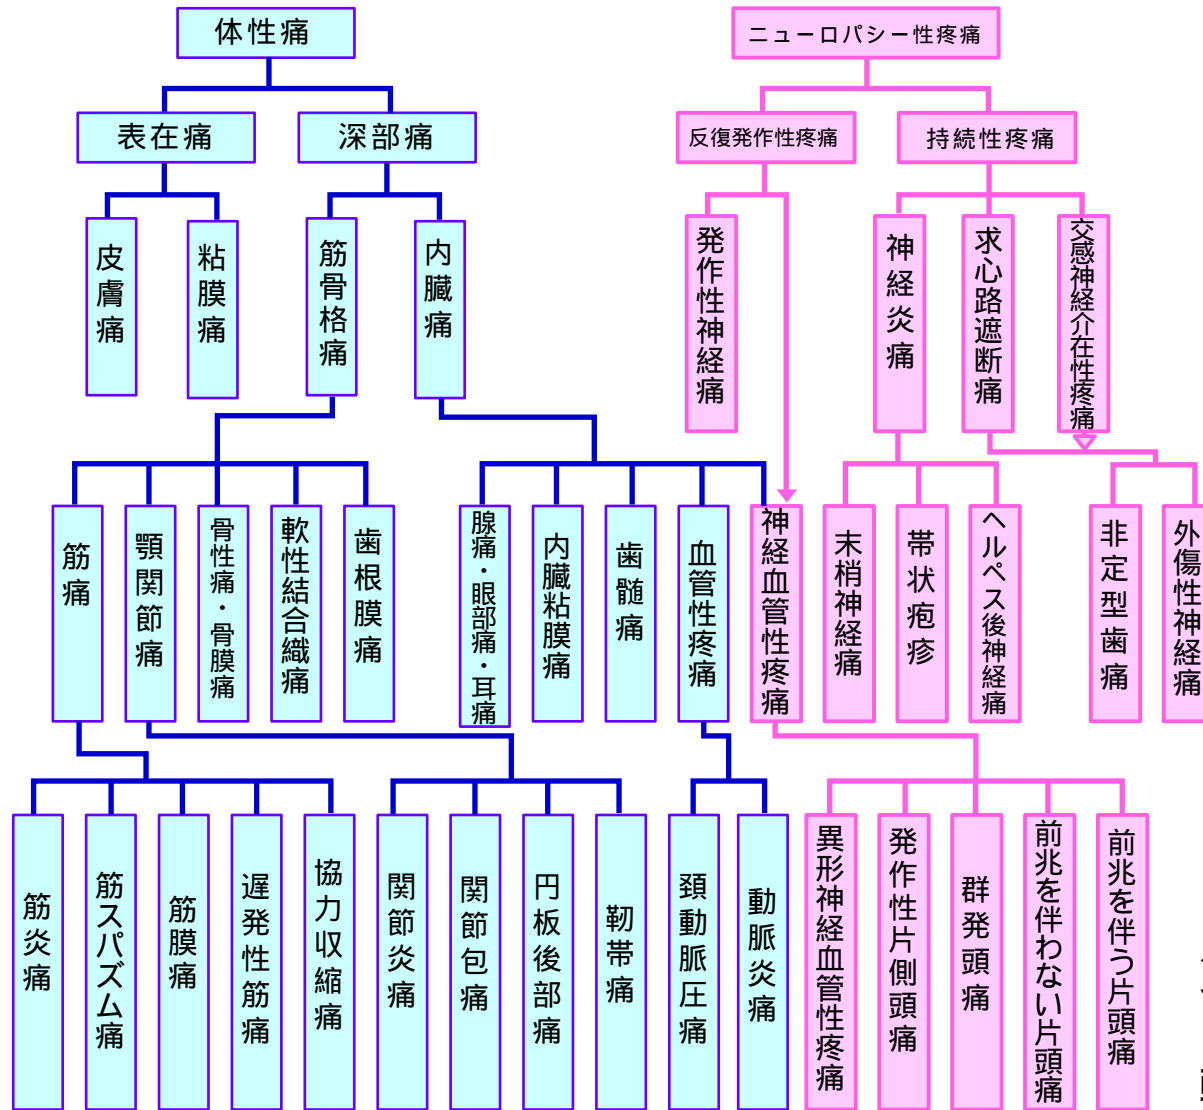 体性痛
ニューロパシー性疼痛
表在痛
深部痛
反復発作性疼痛
持続性疼痛
皮膚痛
粘膜痛
筋骨格痛
内臓痛
発作性神経痛
神経炎痛
求心路遮断痛
交感神経介在性疼痛
筋痛
顎関節痛
骨性痛・骨膜痛
軟性結合織痛
歯根膜痛
腺痛・眼部痛・耳痛
内臓粘膜痛
歯髄痛
血管性疼痛
神経血管性疼痛
末梢神経痛
帯状疱疹
ヘルペス後神経痛
非定型歯痛
外傷性神経痛
筋炎痛
筋スパズム痛
筋膜痛
遅発性筋痛
協力収縮痛
関節炎痛
関節包痛
円板後部痛
靭帯痛
頚動脈圧痛
動脈炎痛
異形神経血管性疼痛
発作性片側頭痛
群発頭痛
前兆を伴わない片頭痛
前兆を伴う片頭痛